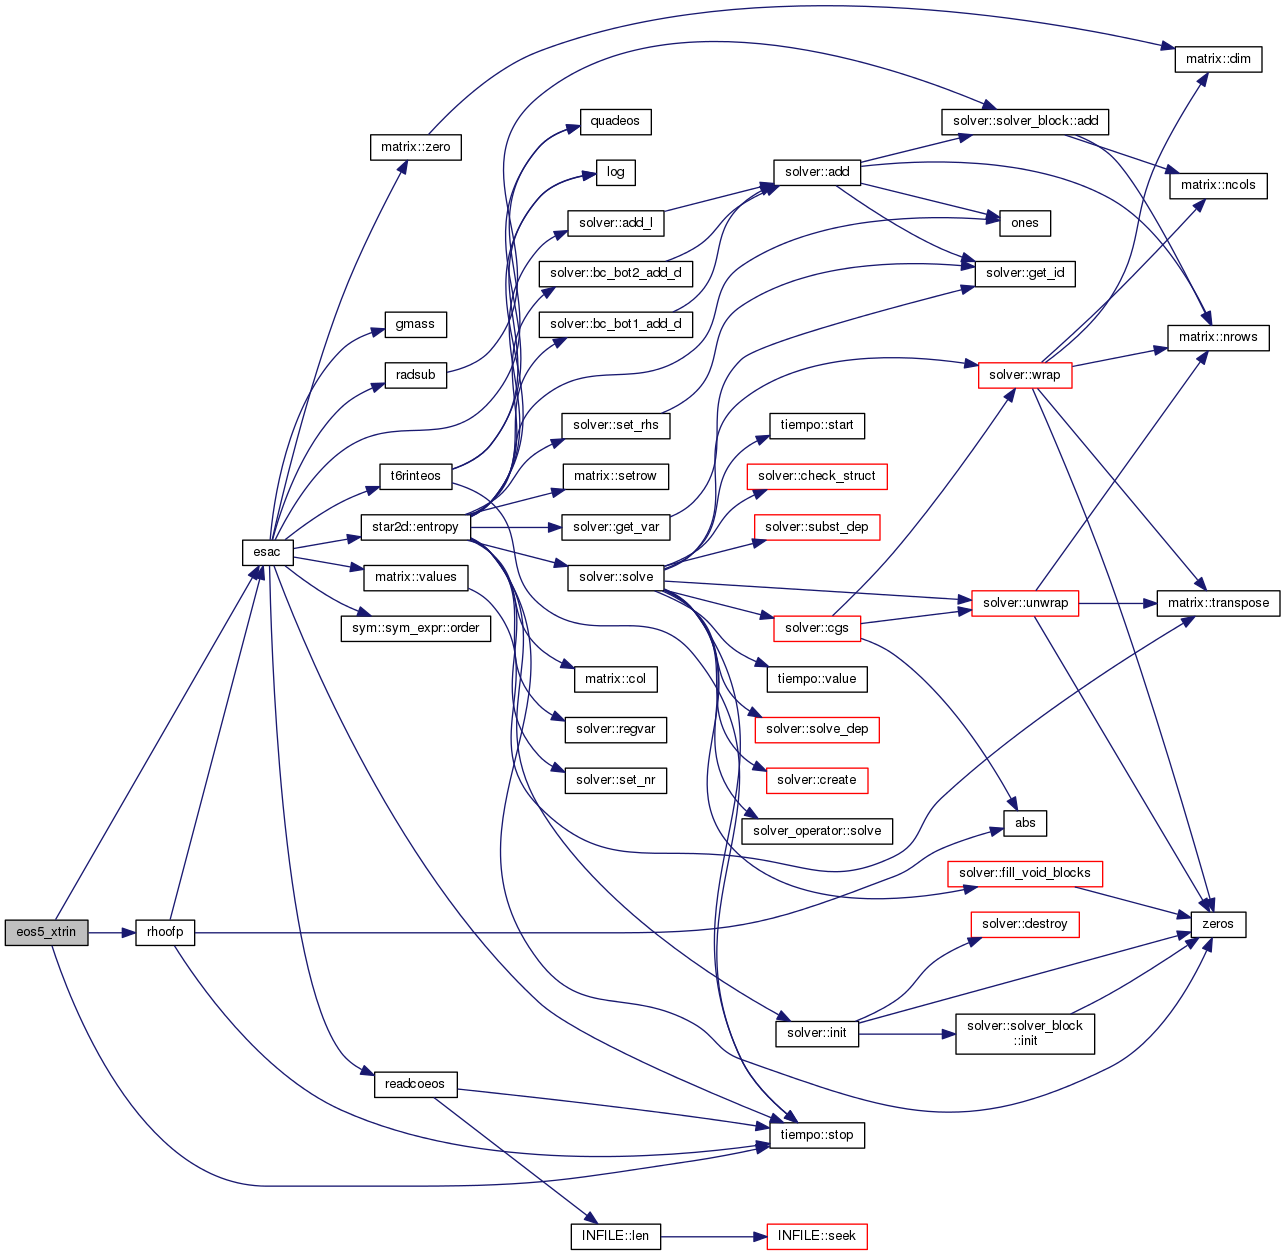 eos5_xtrin
rhoofp
esac
matrix::zero
gmass
radsub
t6rinteos
star2d::entropy
matrix::values
sym::sym_expr::order
readcoeos
quadeos
log
solver::add_l
solver::bc_bot2_add_d
solver::bc_bot1_add_d
solver::set_rhs
matrix::setrow
solver::get_var
solver::solve
matrix::col
solver::regvar
solver::set_nr
INFILE::len
solver::add
tiempo::start
solver::check_struct
solver::subst_dep
solver::cgs
tiempo::value
solver::solve_dep
solver::create
solver_operator::solve
solver::init
tiempo::stop
INFILE::seek
solver::solver_block::add
ones
solver::get_id
solver::wrap
solver::unwrap
abs
solver::fill_void_blocks
solver::destroy
solver::solver_block
::init
matrix::dim
matrix::ncols
matrix::nrows
matrix::transpose
zeros